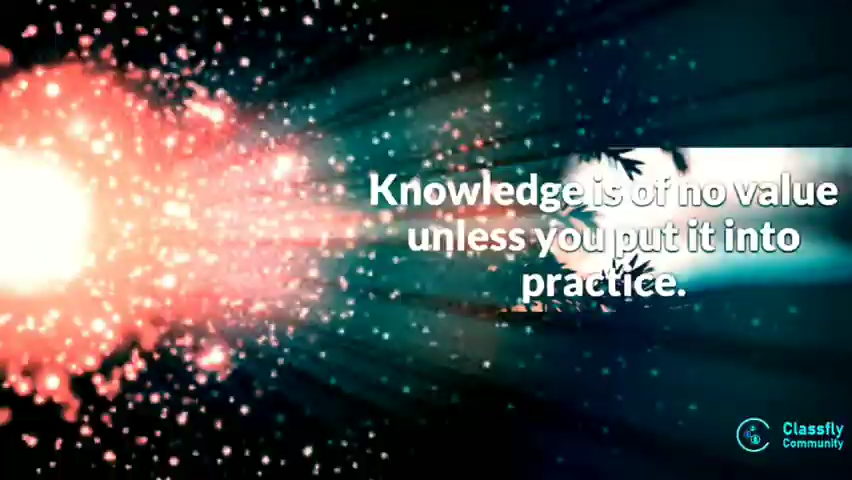 Knowledge is of no value
unless you put it into
practice.
Classfly
Community